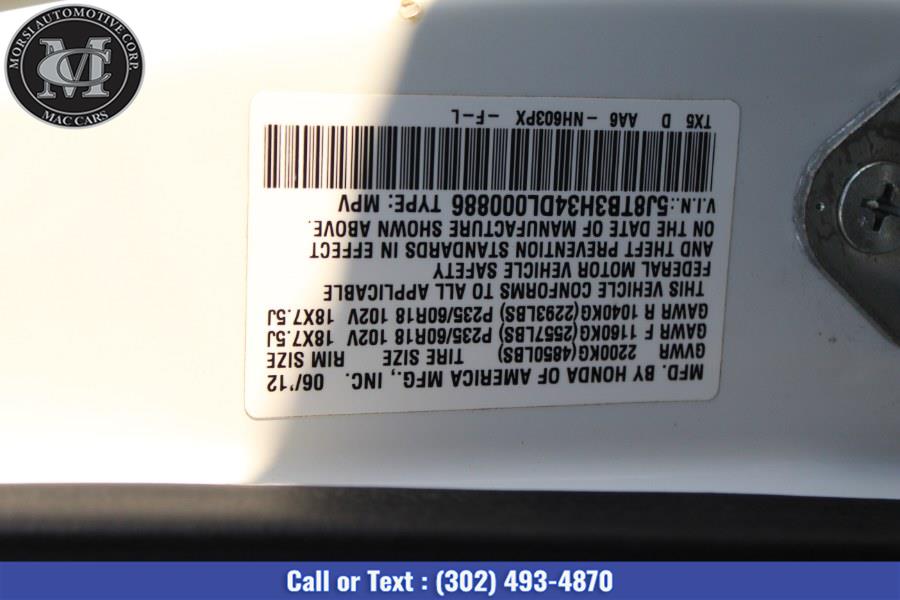 MORSI AUTOMOTIVE CORP.
MC
MAC CARS
MFD. BY HONDA OF AMERICA MFG., INC. 06/'12
GVWR 2200KG(4850LBS) TIRE SIZE RIM SIZE
GAWR F 1160KG(2557LBS) P235/60R18 102V 18X7.5J
GAWR R 1040KG(2293LBS) P235/60R18 102V 18X7.5J
THIS VEHICLE CONFORMS TO ALL APPLICABLE
FEDERAL MOTOR VEHICLE SAFETY
AND THEFT PREVENTION STANDARDS IN EFFECT
ON THE DATE OF MANUFACTURE SHOWN ABOVE.
V.I.N.:5J8TB3H34DL000886 TYPE: MPV
TX5 D AA6 - NH603PX - F - L
Call or Text : (302) 493-4870